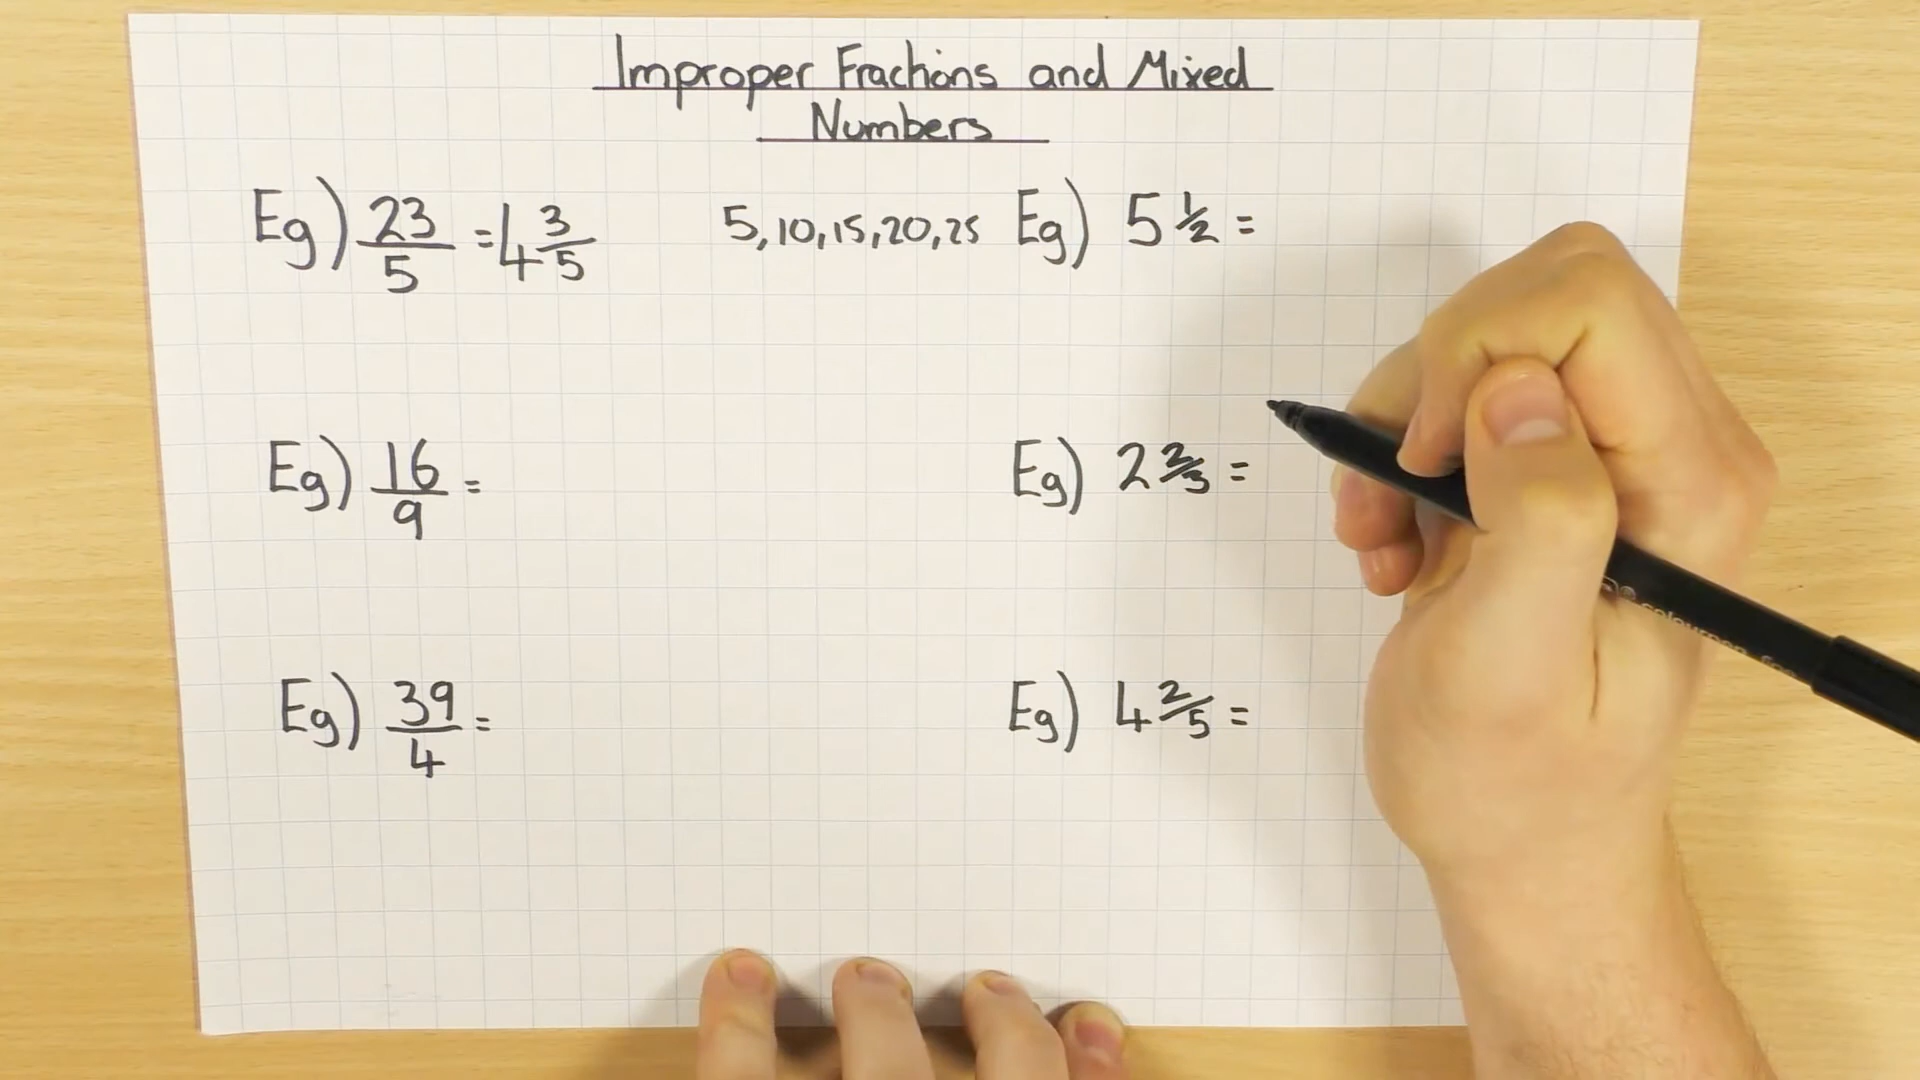 Improper Fractions and Mixed
Numbers
Eg) 23/5 = 4 3/5
5, 10, 15, 20, 25
Eg) 5 1/2 =
Eg) 16/9 =
Eg) 2 2/3 =
Eg) 39/4 =
Eg) 4 2/5 =